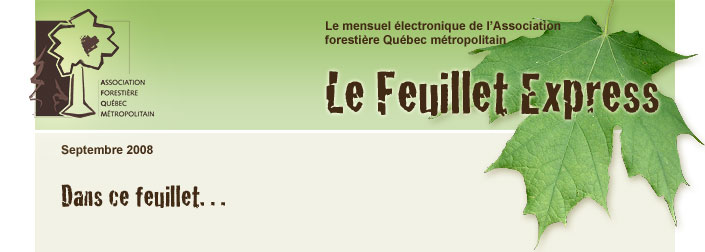 Le mensuel électronique de l'Association
forestière Québec métropolitain
ASSOCIATION
FORESTIÈRE
QUÉBEC
MÉTROPOLITAIN
Le Feuillet Express
Septembre 2008
Dans ce feuillet...